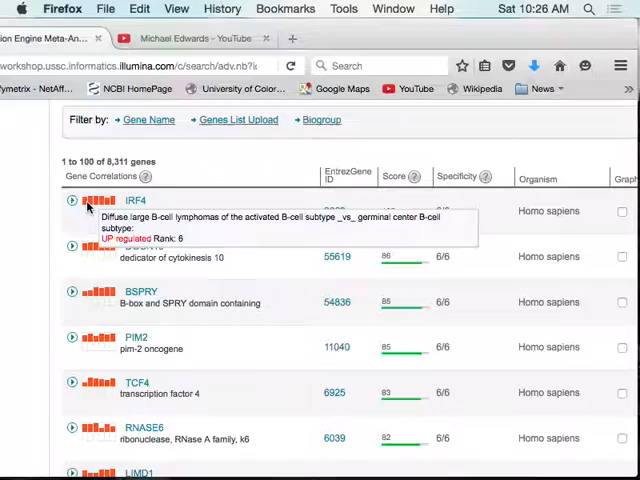 Firefox File Edit View History Bookmarks Tools Window Help Sat 10:26 AM
ion Engine Meta-An... × Michael Edwards - YouTube × +
workshop.ussc.informatics.illumina.com/c/search/adv.nb?i Search
ymetrix - NetAff... NCBI HomePage University of Color... Google Maps YouTube Wikipedia News
Filter by: Gene Name Genes List Upload Biogroup
1 to 100 of 8,311 genes
Gene Correlations ? EntrezGene ID Score ? Specificity ? Organism Graph
IRF4
Homo sapiens
Diffuse large B-cell lymphomas of the activated B-cell subtype _vs_ germinal center B-cell
subtype:
UP regulated Rank: 6
dedicator of cytokinesis 10 55619 86 6/6 Homo sapiens
BSPRY
B-box and SPRY domain containing 54836 85 6/6 Homo sapiens
PIM2
pim-2 oncogene 11040 85 6/6 Homo sapiens
TCF4
transcription factor 4 6925 83 6/6 Homo sapiens
RNASE6
ribonuclease, RNase A family, k6 6039 82 6/6 Homo sapiens
LIMD1